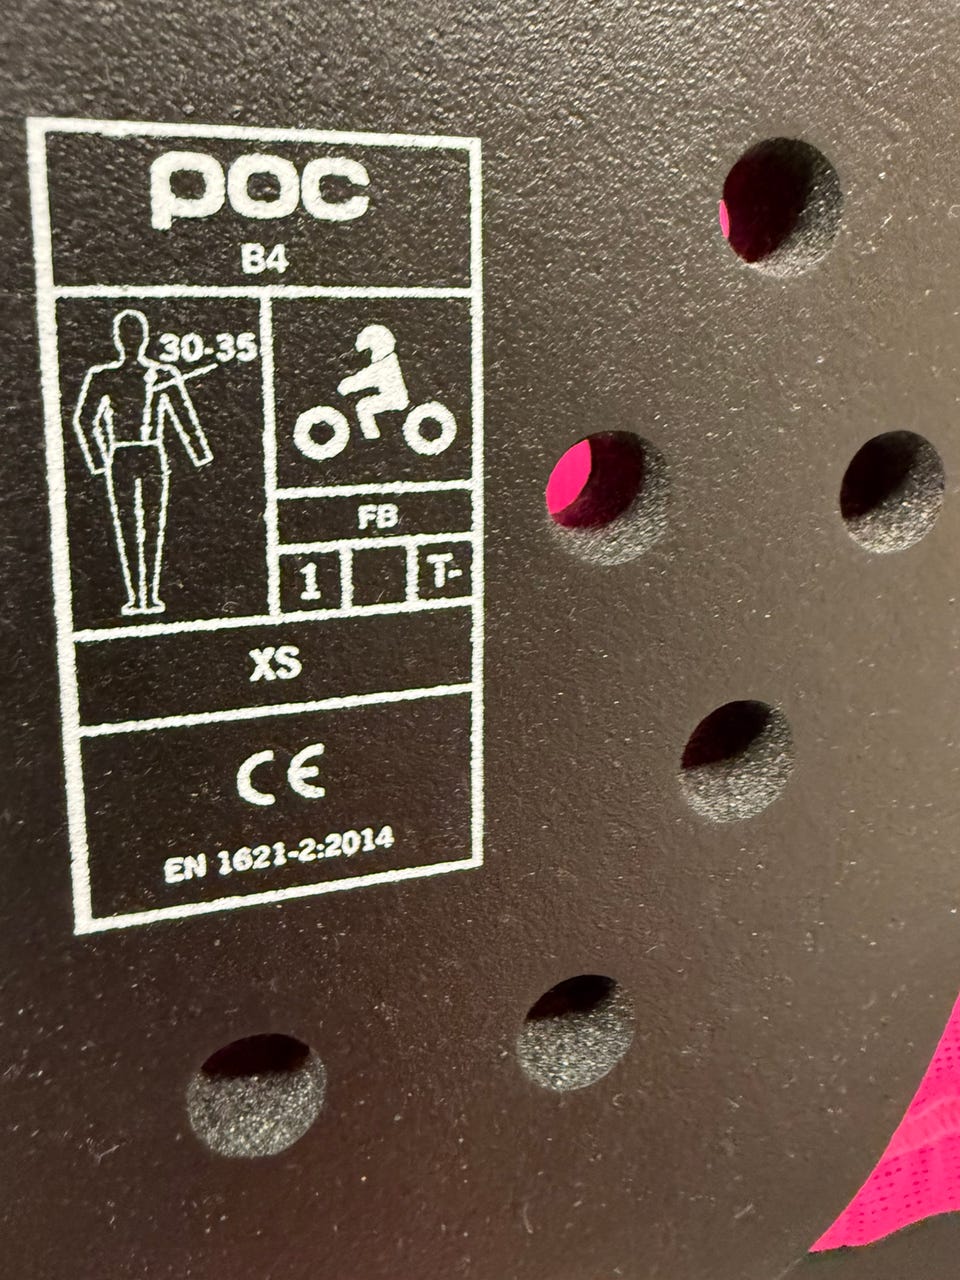 POC
B4
30-35
FB
1 T-
XS
CE
EN 1621-2:2014